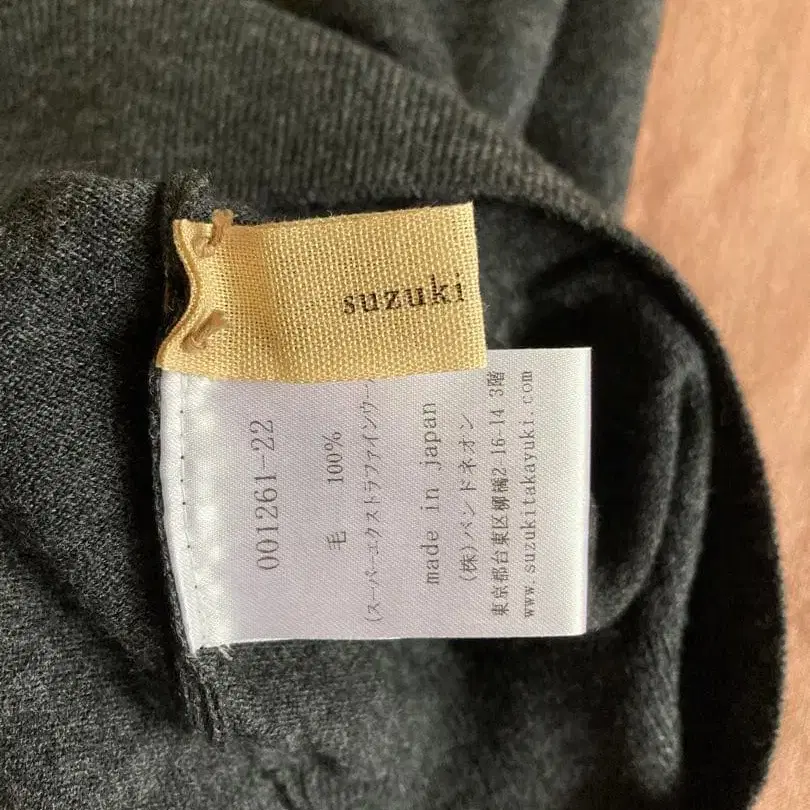 suzuki
001261-22
毛 100%
(スーパーエクストラファインウー
made in japan
(株)バンドネオン
東京都台東区柳橋2-16-14 3階
www.suzukitakayuki.com